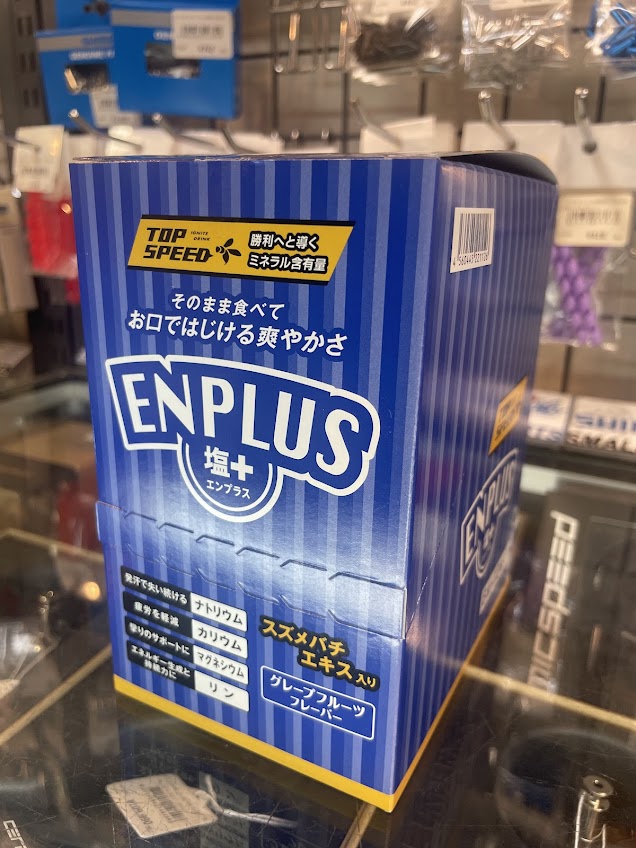 TOP
SPEED
IGNITE
DRINK
勝利へと導く
ミネラル含有量
そのまま食べて
お口ではじける爽やかさ
ENPLUS
塩+
エンプラス
発汗で失い続ける ナトリウム
疲労を軽減 カリウム
攣りのサポートに マグネシウム
エネルギー生成と
持続力に
リン
スズメバチ
エキス入り
グレープフルーツ
フレーバー
ENPLUS
塩+